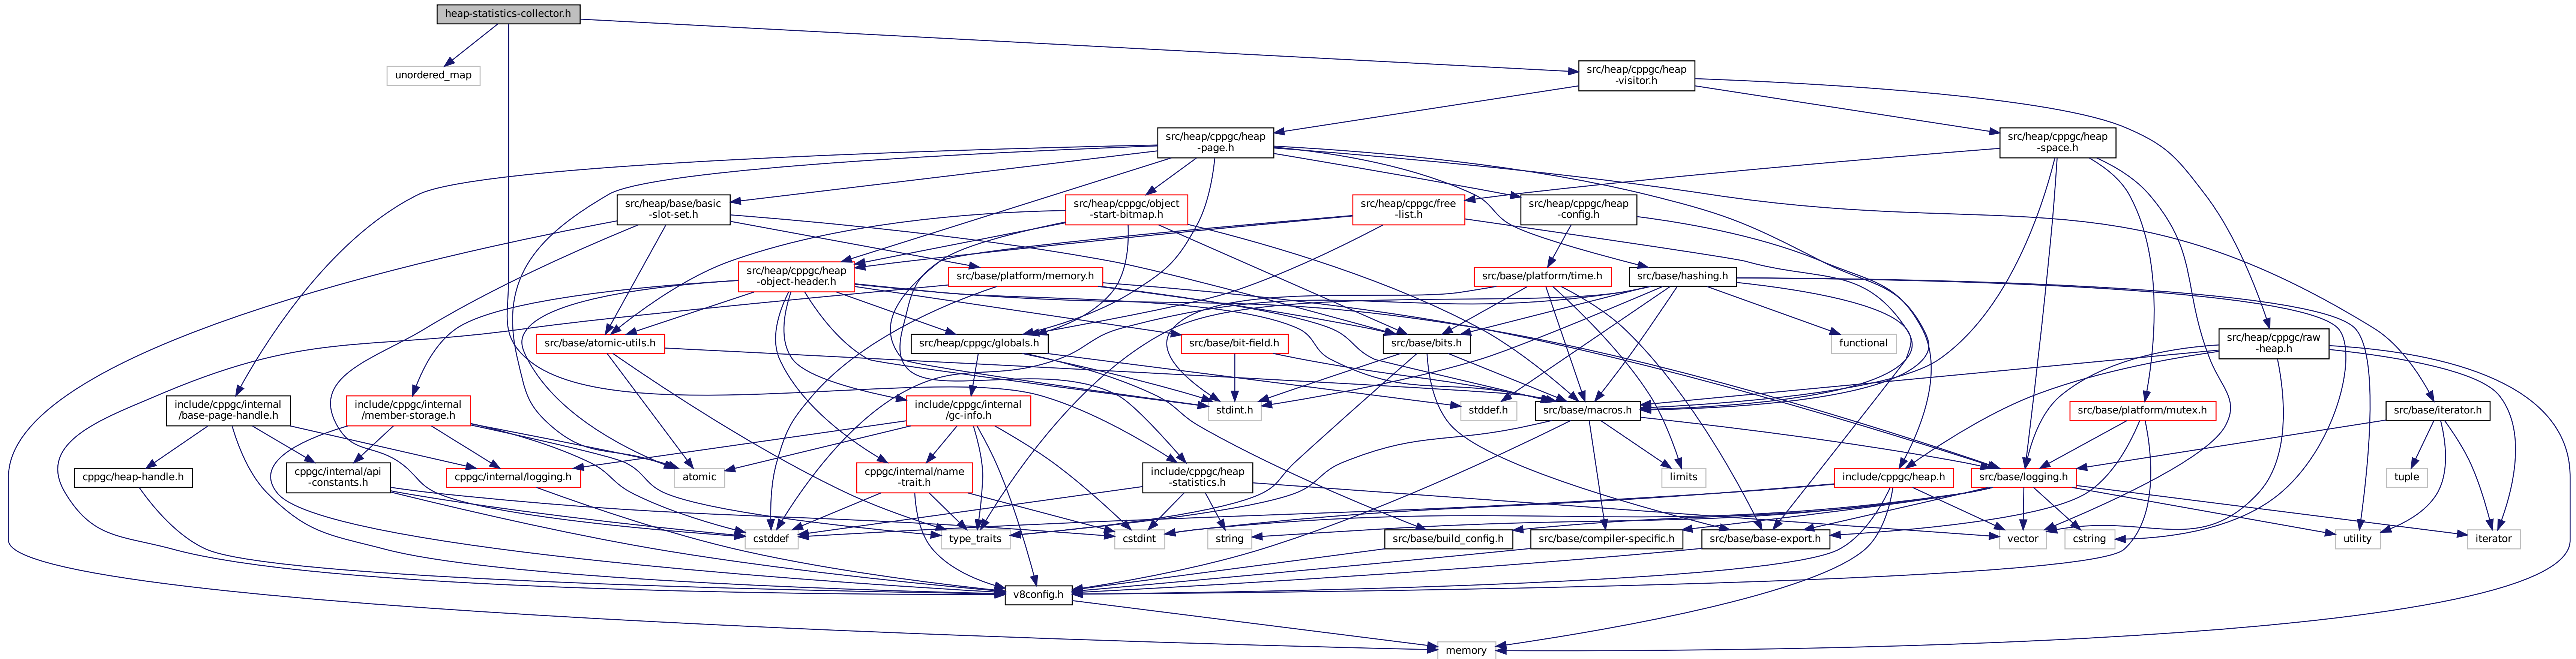 heap-statistics-collector.h
unordered_map
src/heap/cppgc/heap
-visitor.h
src/heap/cppgc/heap
-page.h
src/heap/cppgc/heap
-space.h
src/heap/base/basic
-slot-set.h
src/heap/cppgc/object
-start-bitmap.h
src/heap/cppgc/free
-list.h
src/heap/cppgc/heap
-config.h
src/heap/cppgc/heap
-object-header.h
src/base/platform/memory.h
src/base/platform/time.h
src/base/hashing.h
src/base/atomic-utils.h
src/heap/cppgc/globals.h
src/base/bit-field.h
src/base/bits.h
functional
src/heap/cppgc/raw
-heap.h
include/cppgc/internal
/base-page-handle.h
include/cppgc/internal
/member-storage.h
include/cppgc/internal
/gc-info.h
stdint.h
stddef.h
src/base/macros.h
src/base/platform/mutex.h
src/base/iterator.h
cppgc/heap-handle.h
cppgc/internal/api
-constants.h
cppgc/internal/logging.h
atomic
cppgc/internal/name
-trait.h
include/cppgc/heap
-statistics.h
limits
include/cppgc/heap.h
src/base/logging.h
tuple
cstddef
type_traits
cstdint
string
src/base/build_config.h
src/base/compiler-specific.h
src/base/base-export.h
vector
cstring
utility
iterator
v8config.h
memory